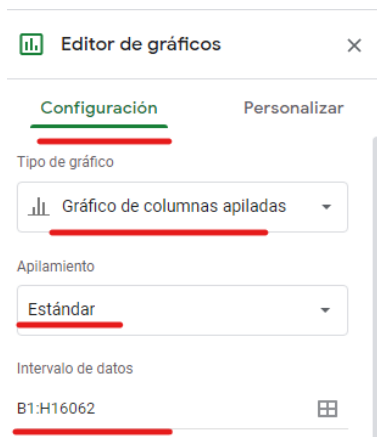 Editor de gráficos
Configuración Personalizar
Tipo de gráfico
Gráfico de columnas apiladas
Apilamiento
Estándar
Intervalo de datos
B1:H16062